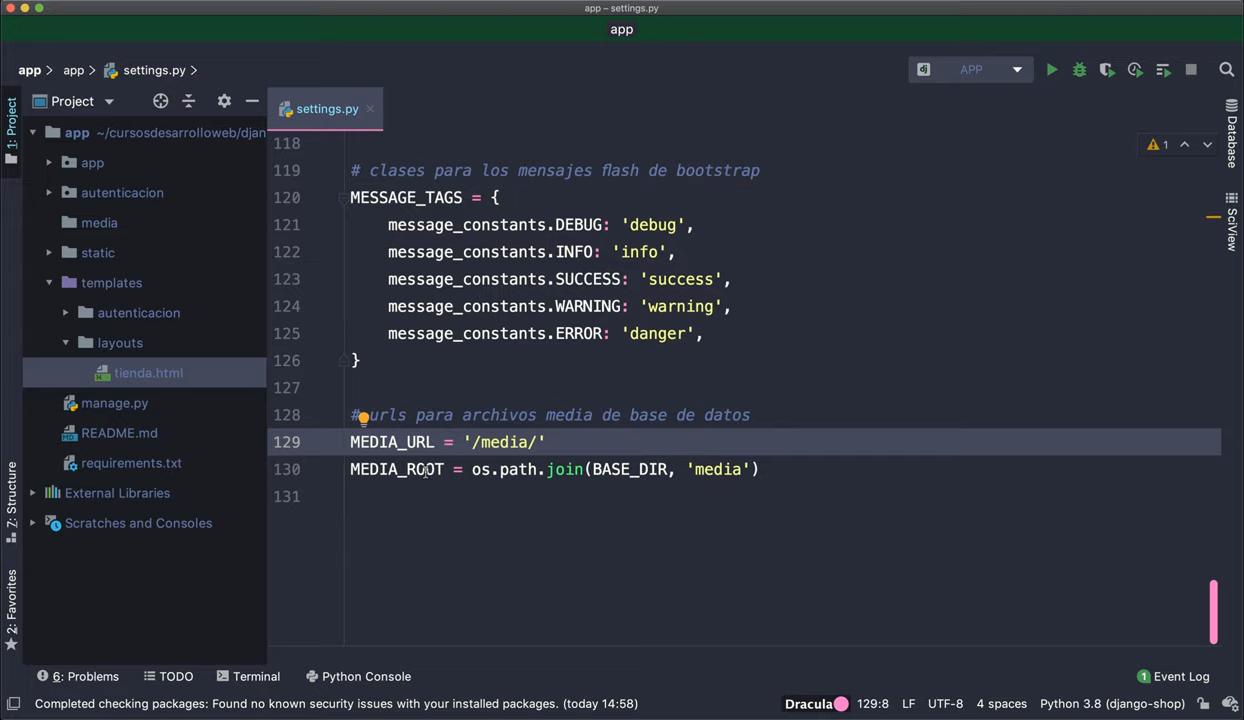 app – settings.py
app
app > app > settings.py >
dj APP
1: Project
Project
settings.py
app ~/cursosdesarrolloweb/djan
app
autenticacion
media
static
templates
autenticacion
layouts
tienda.html
manage.py
README.md
requirements.txt
External Libraries
Scratches and Consoles
7: Structure
2: Favorites
118
119 # clases para los mensajes flash de bootstrap
120 MESSAGE_TAGS = {
121 message_constants.DEBUG: 'debug',
122 message_constants.INFO: 'info',
123 message_constants.SUCCESS: 'success',
124 message_constants.WARNING: 'warning',
125 message_constants.ERROR: 'danger',
126 }
127
128 # urls para archivos media de base de datos
129 MEDIA_URL = '/media/'
130 MEDIA_ROOT = os.path.join(BASE_DIR, 'media')
131
1
Database
SciView
6: Problems TODO Terminal Python Console 1 Event Log
Completed checking packages: Found no known security issues with your installed packages. (today 14:58) Dracula 129:8 LF UTF-8 4 spaces Python 3.8 (django-shop)